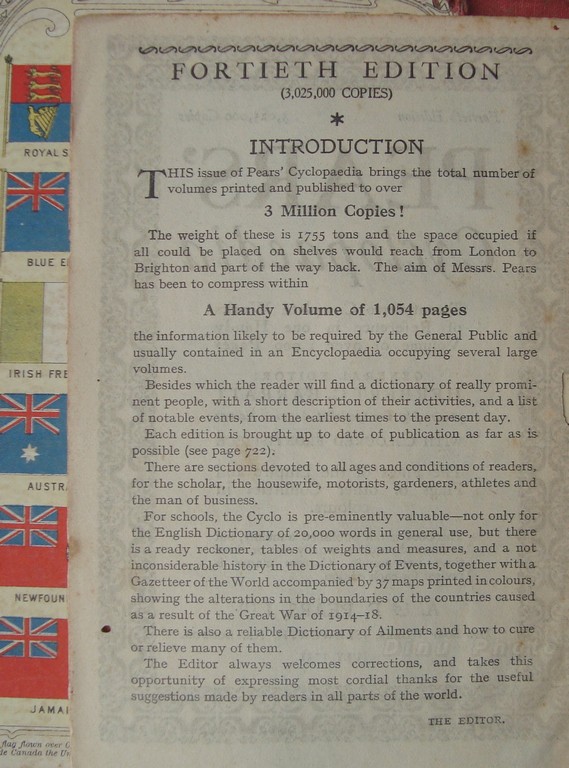 FORTIETH EDITION
(3,025,000 COPIES)
*
INTRODUCTION
THIS issue of Pears' Cyclopaedia brings the total number of
volumes printed and published to over
3 Million Copies!
The weight of these is 1755 tons and the space occupied if
all could be placed on shelves would reach from London to
Brighton and part of the way back. The aim of Messrs. Pears
has been to compress within
A Handy Volume of 1,054 pages
the information likely to be required by the General Public and
usually contained in an Encyclopaedia occupying several large
volumes.
Besides which the reader will find a dictionary of really promi-
nent people, with a short description of their activities, and a list
of notable events, from the earliest times to the present day.
Each edition is brought up to date of publication as far as is
possible (see page 722).
There are sections devoted to all ages and conditions of readers,
for the scholar, the housewife, motorists, gardeners, athletes and
the man of business.
For schools, the Cyclo is pre-eminently valuable—not only for
the English Dictionary of 20,000 words in general use, but there
is a ready reckoner, tables of weights and measures, and a not
inconsiderable history in the Dictionary of Events, together with a
Gazetteer of the World accompanied by 37 maps printed in colours,
showing the alterations in the boundaries of the countries caused
as a result of the Great War of 1914–18.
There is also a reliable Dictionary of Ailments and how to cure
or relieve many of them.
The Editor always welcomes corrections, and takes this
opportunity of expressing most cordial thanks for the useful
suggestions made by readers in all parts of the world.
THE EDITOR.
ROYAL S
BLUE E
IRISH FRE
AUSTRA
NEWFOUN
JAMAI
flag flown over
de Canada the Un